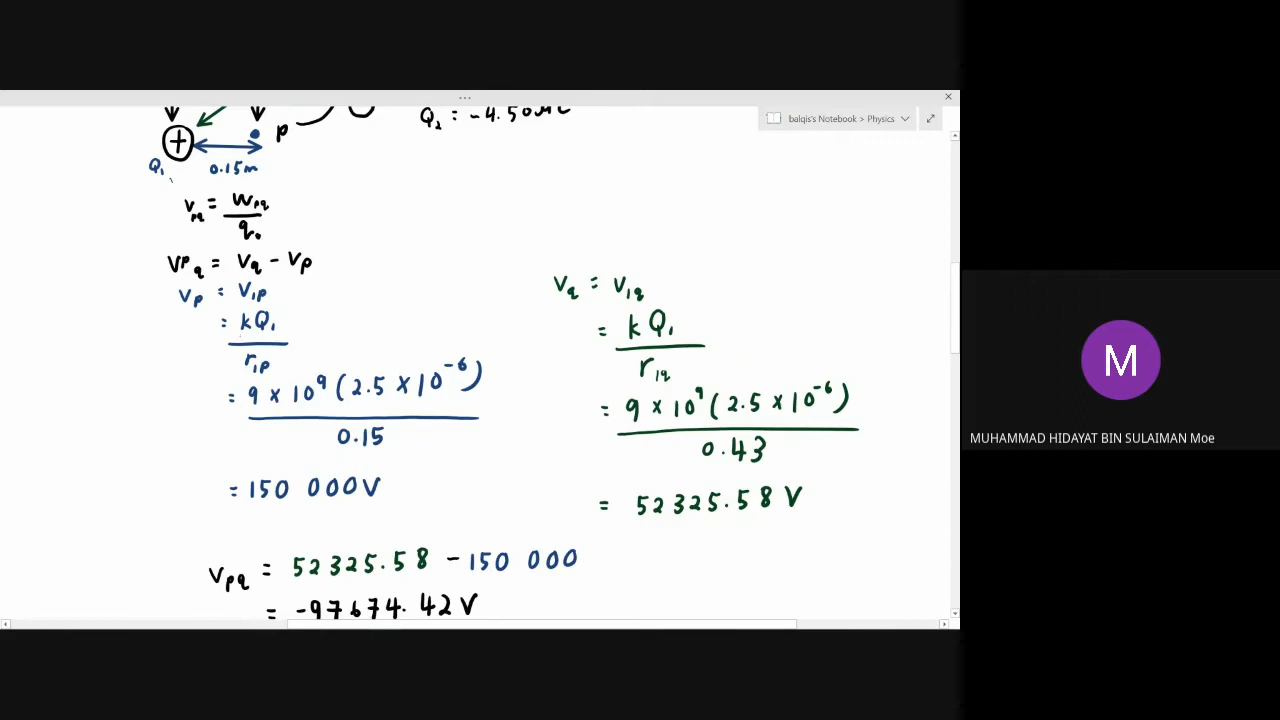 Q₂ : -4.50μC
balqis's Notebook > Physics
+
p
Q₁
0.15m
Vpq = Wpq
q₀
VPq = Vq - Vp
Vp = V1p
= kQ₁
r1p
= 9 × 10⁹ (2.5 × 10⁻⁶)
0.15
= 150 000V
Vq = V1q
= kQ₁
r1q
= 9 × 10⁹ (2.5 × 10⁻⁶)
0.43
= 52325.58 V
Vpq = 52325.58 - 150 000
= -97674.42 V
M
MUHAMMAD HIDAYAT BIN SULAIMAN Moe